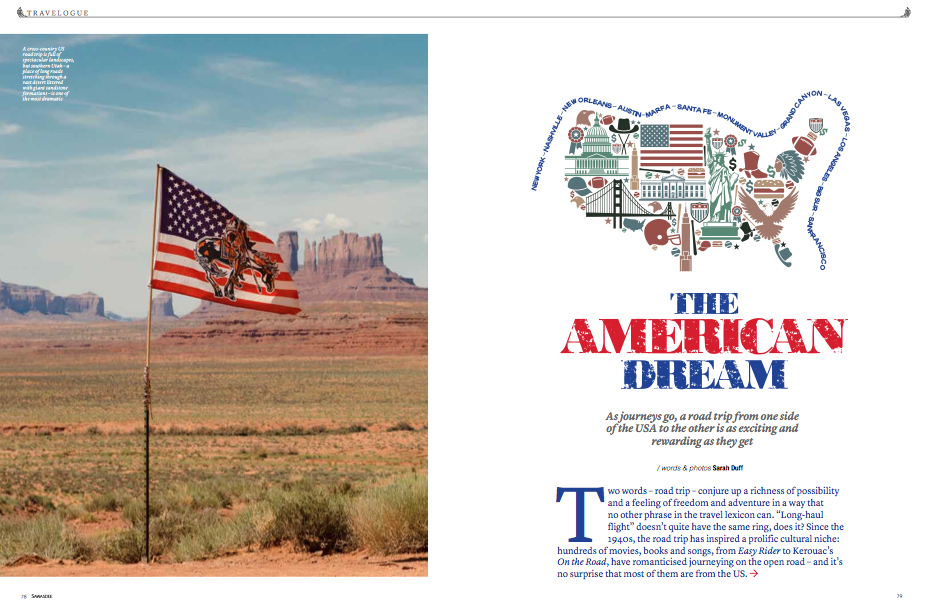 TRAVELOGUE
A cross-country US
road trip is full of
spectacular landscapes,
but southern Utah – a
place of long roads
stretching through a
vast desert littered
with giant sandstone
formations – is one of
the most dramatic
NEW YORK – NASHVILLE – NEW ORLEANS – AUSTIN – MARFA – SANTA FE – MONUMENT VALLEY – GRAND CANYON – LAS VEGAS – LOS ANGELES – BIG SUR – SAN FRANCISCO
THE
AMERICAN
DREAM
As journeys go, a road trip from one side
of the USA to the other is as exciting and
rewarding as they get
/ words & photos Sarah Duff
Two words – road trip – conjure up a richness of possibility
and a feeling of freedom and adventure in a way that
no other phrase in the travel lexicon can. “Long-haul
flight” doesn’t quite have the same ring, does it? Since the
1940s, the road trip has inspired a prolific cultural niche:
hundreds of movies, books and songs, from Easy Rider to Kerouac’s
On the Road, have romanticised journeying on the open road – and it’s
no surprise that most of them are from the US. →
78 SAWASDEE
79